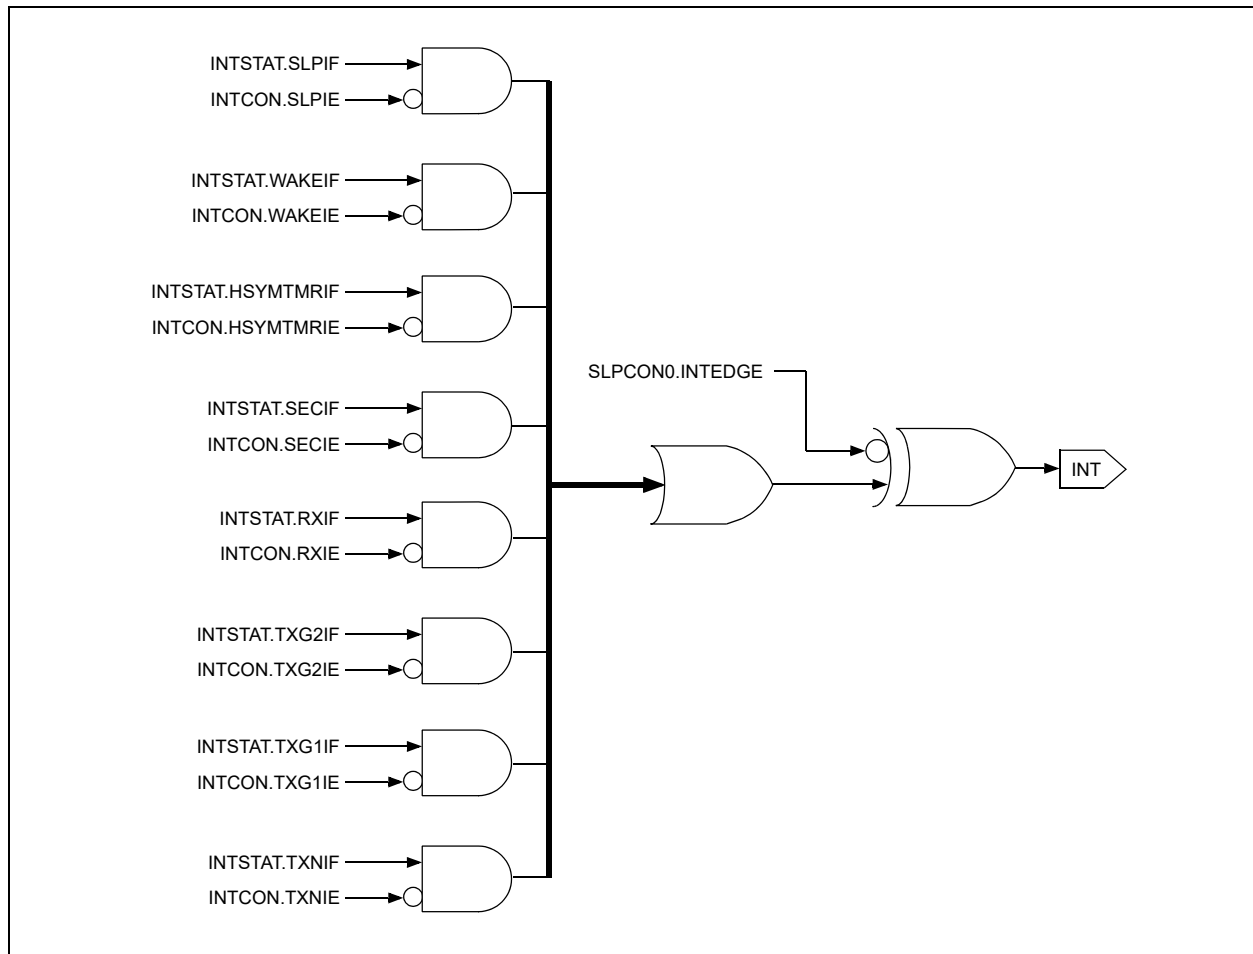 INTSTAT.SLPIF
INTCON.SLPIE
INTSTAT.WAKEIF
INTCON.WAKEIE
INTSTAT.HSYMTMRIF
INTCON.HSYMTMRIE
SLPCON0.INTEDGE
INTSTAT.SECIF
INTCON.SECIE
INT
INTSTAT.RXIF
INTCON.RXIE
INTSTAT.TXG2IF
INTCON.TXG2IE
INTSTAT.TXG1IF
INTCON.TXG1IE
INTSTAT.TXNIF
INTCON.TXNIE